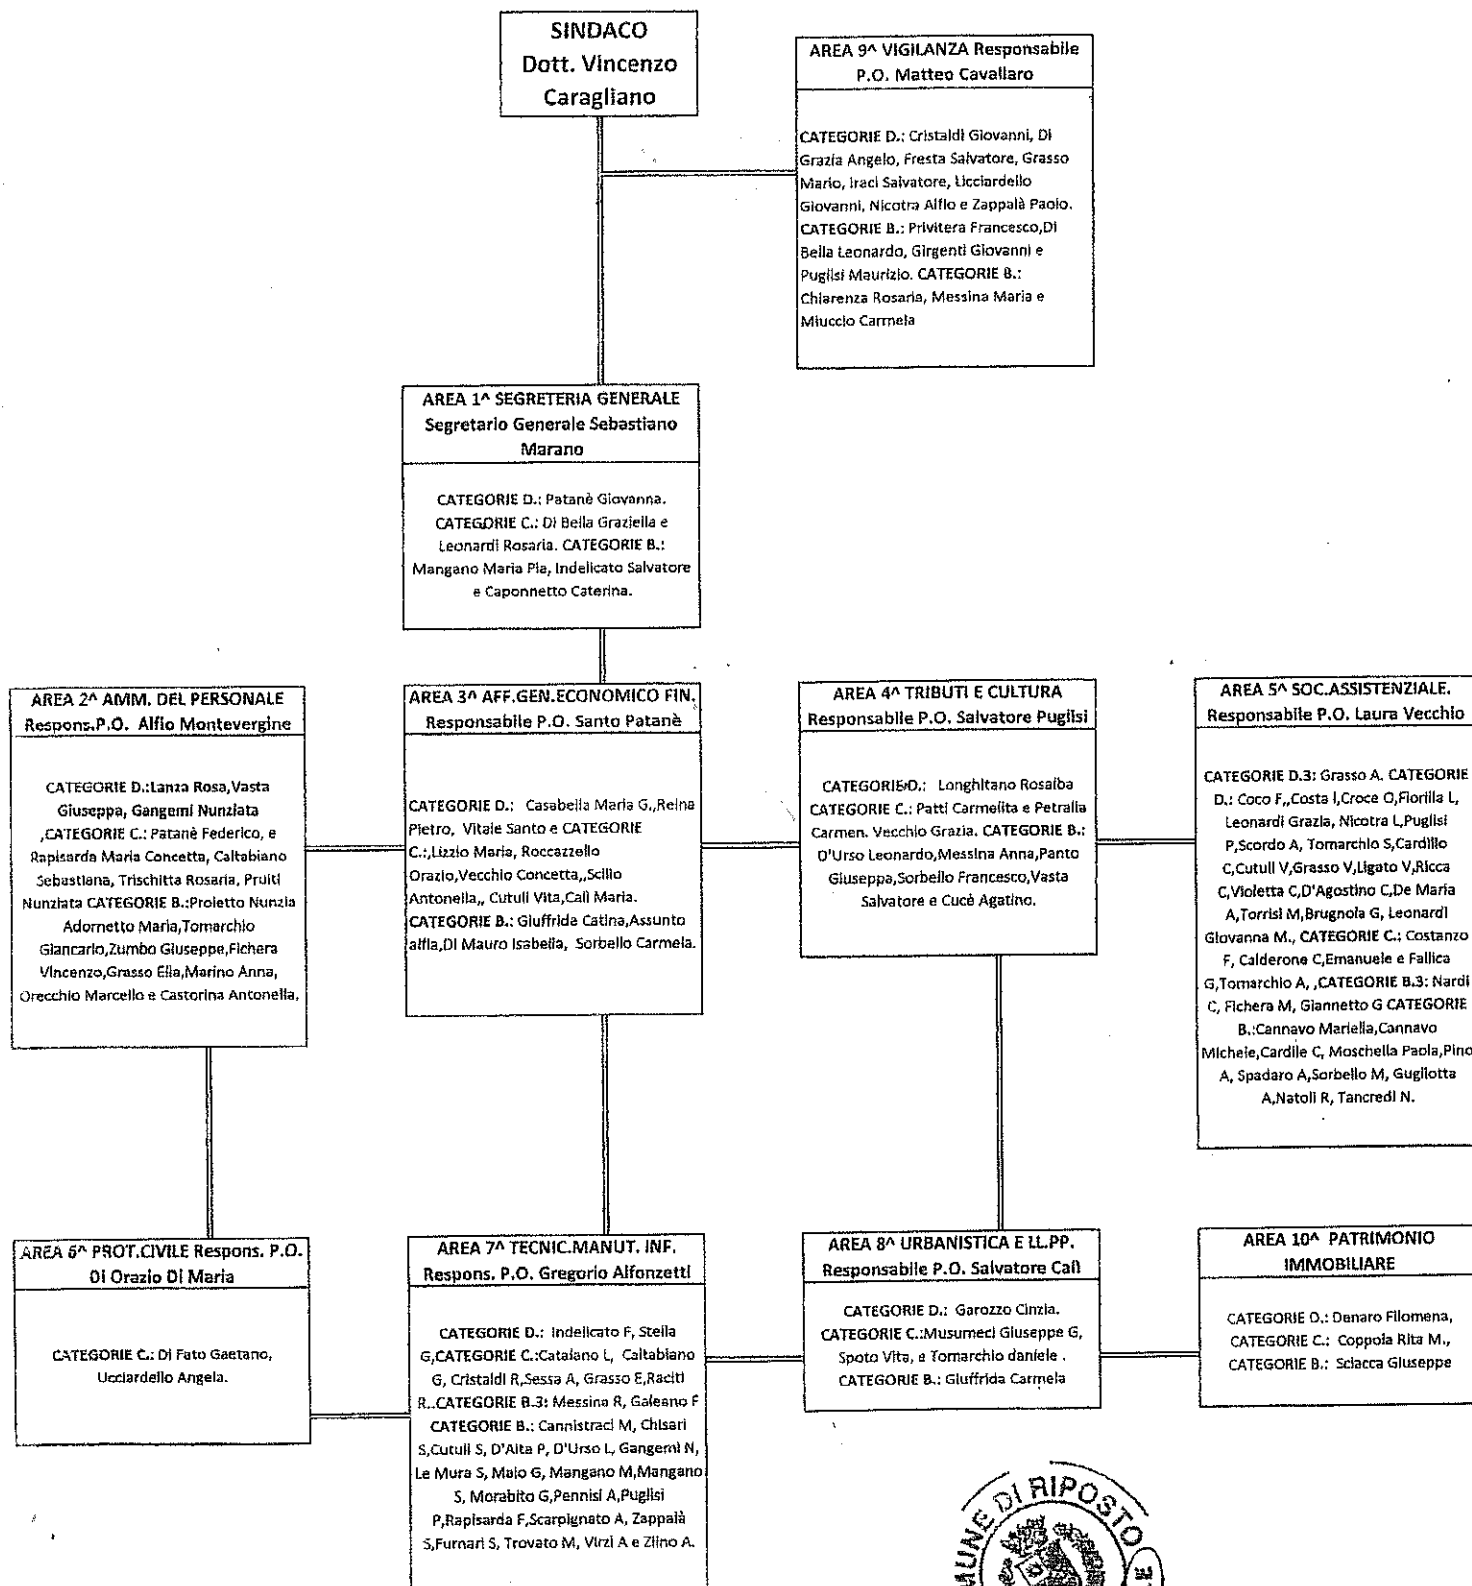 SINDACO
Dott. Vincenzo
Caragliano
AREA 9^ VIGILANZA Responsabile
P.O. Matteo Cavallaro
CATEGORIE D.: Cristaldi Giovanni, Di
Grazia Angelo, Fresta Salvatore, Grasso
Mario, Iraci Salvatore, Licciardello
Giovanni, Nicotra Alfio e Zappalà Paolo.
CATEGORIE B.: Privitera Francesco,Di
Bella Leonardo, Girgenti Giovanni e
Puglisi Maurizio. CATEGORIE B.:
Chiarenza Rosaria, Messina Maria e
Miuccio Carmela
AREA 1^ SEGRETERIA GENERALE
Segretario Generale Sebastiano
Marano
CATEGORIE D.: Patanè Giovanna.
CATEGORIE C.: Di Bella Graziella e
Leonardi Rosaria. CATEGORIE B.:
Mangano Maria Pia, Indelicato Salvatore
e Caponnetto Caterina.
AREA 2^ AMM. DEL PERSONALE
Respons.P.O. Alfio Montevergine
CATEGORIE D.:Lanza Rosa,Vasta
Giuseppa, Gangemi Nunziata
,CATEGORIE C.: Patanè Federico, e
Rapisarda Maria Concetta, Caltabiano
Sebastiana, Trischitta Rosaria, Pruiti
Nunziata CATEGORIE B.:Proietto Nunzia
Adornetto Maria,Tomarchio
Giancarlo,Zumbo Giuseppe,Fichera
Vincenzo,Grasso Elia,Marino Anna,
Orecchio Marcello e Castorina Antonella,
AREA 3^ AFF.GEN.ECONOMICO FIN.
Responsabile P.O. Santo Patanè
CATEGORIE D.: Casabella Maria G.,Reina
Pietro, Vitale Santo e CATEGORIE
C.:,Lizzio Maria, Roccazzello
Orazio,Vecchio Concetta,,Scilio
Antonella,, Cutuli Vita,Calì Maria.
CATEGORIE B.: Giuffrida Catina,Assunto
alfia,Di Mauro Isabella, Sorbello Carmela.
AREA 4^ TRIBUTI E CULTURA
Responsabile P.O. Salvatore Puglisi
CATEGORIE D.: Longhitano Rosalba
CATEGORIE C.: Patti Carmelita e Petralia
Carmen. Vecchio Grazia. CATEGORIE B.:
D'Urso Leonardo,Messina Anna,Panto
Giuseppa,Sorbello Francesco,Vasta
Salvatore e Cucè Agatino.
AREA 5^ SOC.ASSISTENZIALE.
Responsabile P.O. Laura Vecchio
CATEGORIE D.3: Grasso A. CATEGORIE
D.: Coco F,,Costa I,Croce O,Fiorilla L,
Leonardi Grazia, Nicotra L,Puglisi
P,Scordo A, Tomarchio S,Cardillo
C,Cutuli V,Grasso V,Ligato V,Ricca
C,Violetta C,D'Agostino C,De Maria
A,Torrisi M,Brugnola G, Leonardi
Giovanna M., CATEGORIE C.: Costanzo
F, Calderone C,Emanuele e Fallica
G,Tomarchio A, ,CATEGORIE B.3: Nardi
C, Fichera M, Giannetto G CATEGORIE
B.:Cannavo Mariella,Cannavo
Michele,Cardile C, Moschella Paola,Pino
A, Spadaro A,Sorbello M, Gugliotta
A,Natoli R, Tancredi N.
AREA 6^ PROT.CIVILE Respons. P.O.
Di Orazio Di Maria
CATEGORIE C.: Di Fato Gaetano,
Ucciardello Angela.
AREA 7^ TECNIC.MANUT. INF.
Respons. P.O. Gregorio Alfonzetti
CATEGORIE D.: Indelicato F, Stella
G,CATEGORIE C.:Catalano L, Caltabiano
G, Cristaldi R,Sessa A, Grasso E,Raciti
R..CATEGORIE B.3: Messina R, Galeano F
CATEGORIE B.: Cannistraci M, Chisari
S,Cutuli S, D'Aita P, D'Urso L, Gangemi N,
Le Mura S, Maio G, Mangano M,Mangano
S, Morabito G,Pennisi A,Puglisi
P,Rapisarda F,Scarpignato A, Zappalà
S,Furnari S, Trovato M, Virzì A e Zlino A.
AREA 8^ URBANISTICA E LL.PP.
Responsabile P.O. Salvatore Calì
CATEGORIE D.: Garozzo Cinzia.
CATEGORIE C.:Musumeci Giuseppe G,
Spoto Vita, e Tomarchio daniele .
CATEGORIE B.: Giuffrida Carmela
AREA 10^ PATRIMONIO
IMMOBILIARE
CATEGORIE D.: Denaro Filomena,
CATEGORIE C.: Coppola Rita M.,
CATEGORIE B.: Sciacca Giuseppe
DI RIPOSTO